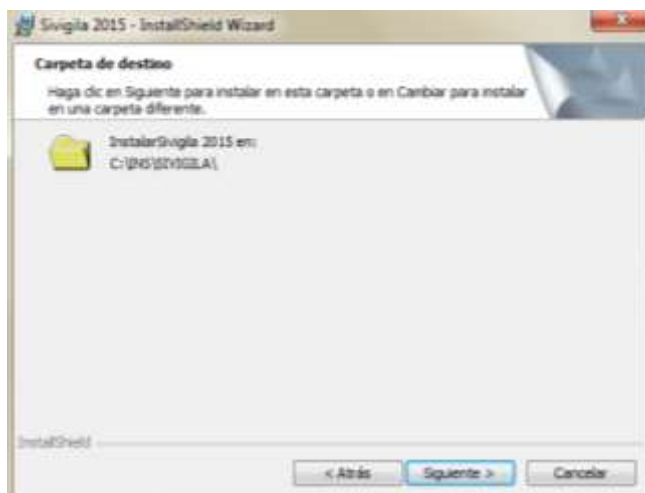 Sivigila 2015 - InstallShield Wizard
Carpeta de destino
Haga clic en Siguiente para instalar en esta carpeta o en Cambiar para instalar
en una carpeta diferente.
InstalarSivigila 2015 en:
C:\INS\SIVIGILA\
InstallShield
< Atrás
Siguiente >
Cancelar